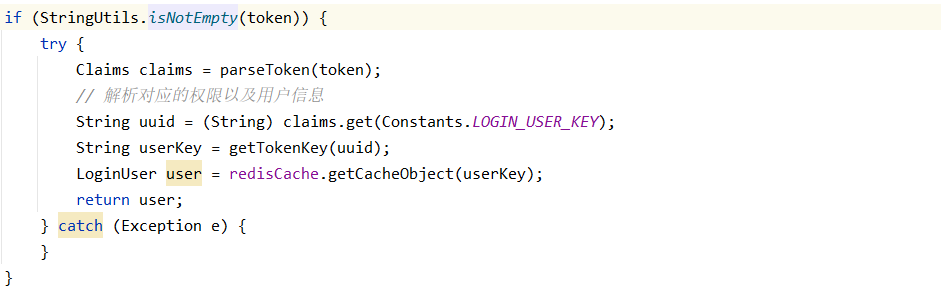 if (StringUtils.isNotEmpty(token)) {
    try {
        Claims claims = parseToken(token);
        // 解析对应的权限以及用户信息
        String uuid = (String) claims.get(Constants.LOGIN_USER_KEY);
        String userKey = getTokenKey(uuid);
        LoginUser user = redisCache.getCacheObject(userKey);
        return user;
    } catch (Exception e) {
    }
}